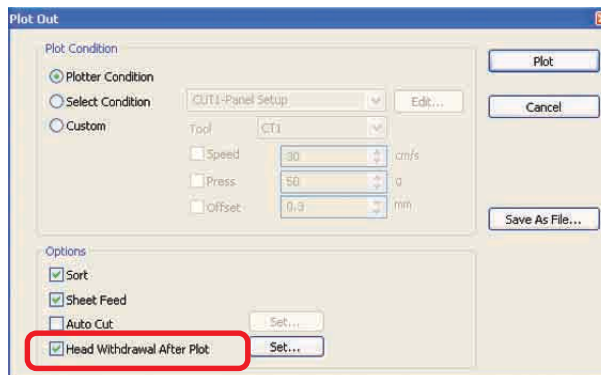 Plot Out
Plot Condition
Plotter Condition
Plot
Select Condition
CUT1-Panel Setup
Edit...
Cancel
Custom
Tool
CT1
Speed
30
cm/s
Press
50
g
Offset
0.3
mm
Save As File...
Options
Sort
Sheet Feed
Auto Cut
Set...
Head Withdrawal After Plot
Set...